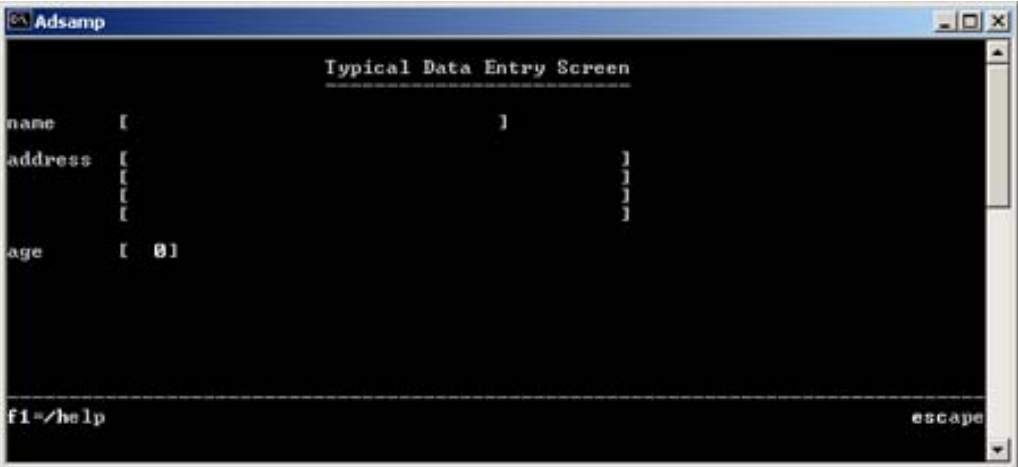 Adsamp
Typical Data Entry Screen
name [ ]
address [ ]
[ ]
[ ]
[ ]
age [ 0]
f1=/help escape